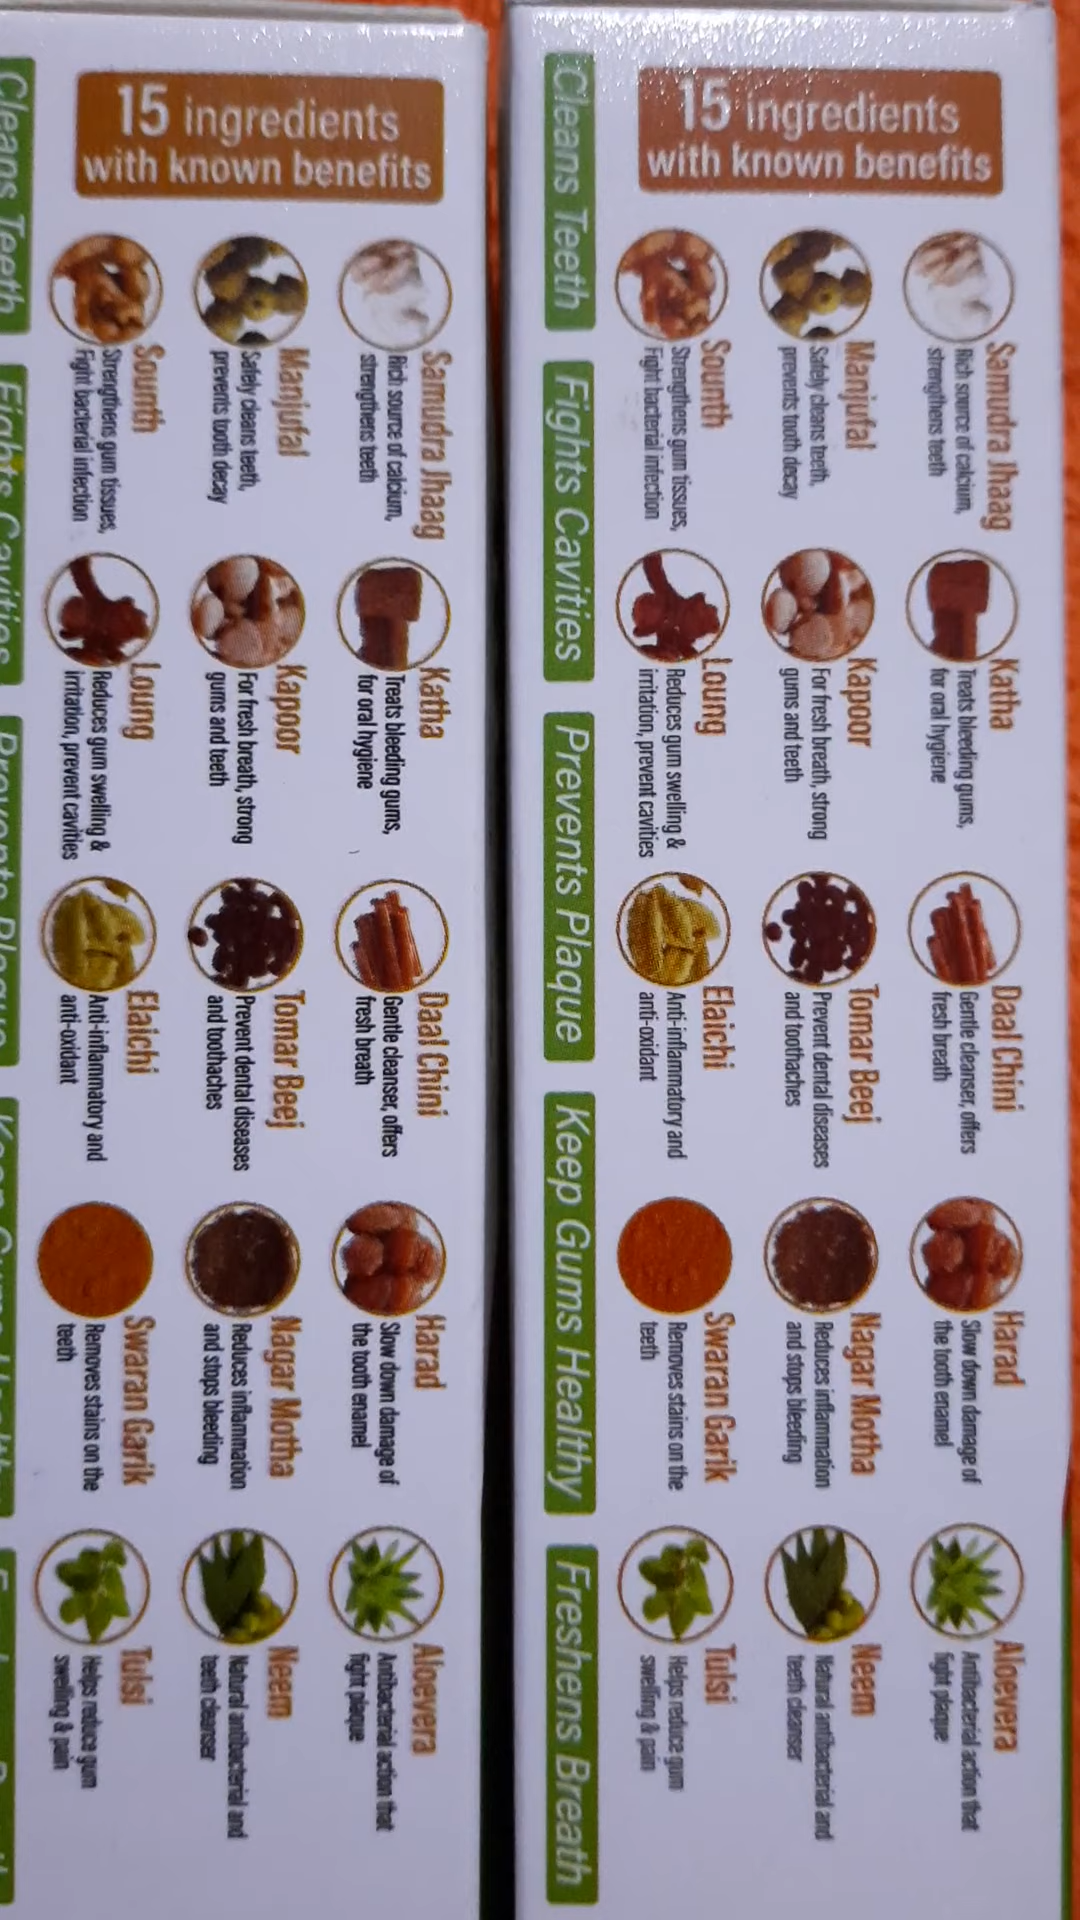 15 ingredients
with known benefits
Samudra Jhaag
Rich source of calcium,
strengthens teeth
Katha
Treats bleeding gums,
for oral hygiene
Daal Chini
Gentle cleanser, offers
fresh breath
Harad
Slow down damage of
the tooth enamel
Aloevera
Antibacterial action that
fight plaque
Manjufal
Safely cleans teeth,
prevents tooth decay
Kapoor
For fresh breath, strong
gums and teeth
Tomar Beej
Prevent dental diseases
and toothaches
Nagar Motha
Reduces inflammation
and stops bleeding
Neem
Natural antibacterial and
teeth cleanser
Sounth
Strengthens gum tissues,
Fight bacterial infection
Loung
Reduces gum swelling &
irritation, prevent cavities
Elaichi
Anti-inflammatory and
anti-oxidant
Swaran Garik
Removes stains on the
teeth
Tulsi
Helps reduce gum
swelling & pain
Cleans Teeth Fights Cavities Prevents Plaque Keep Gums Healthy Freshens Breath
15 ingredients
with known benefits
Samudra Jhaag
Rich source of calcium,
strengthens teeth
Katha
Treats bleeding gums,
for oral hygiene
Daal Chini
Gentle cleanser, offers
fresh breath
Harad
Slow down damage of
the tooth enamel
Aloevera
Antibacterial action that
fight plaque
Manjufal
Safely cleans teeth,
prevents tooth decay
Kapoor
For fresh breath, strong
gums and teeth
Tomar Beej
Prevent dental diseases
and toothaches
Nagar Motha
Reduces inflammation
and stops bleeding
Neem
Natural antibacterial and
teeth cleanser
Sounth
Strengthens gum tissues,
Fight bacterial infection
Loung
Reduces gum swelling &
irritation, prevent cavities
Elaichi
Anti-inflammatory and
anti-oxidant
Swaran Garik
Removes stains on the
teeth
Tulsi
Helps reduce gum
swelling & pain
Cleans Teeth Fights Cavities Prevents Plaque